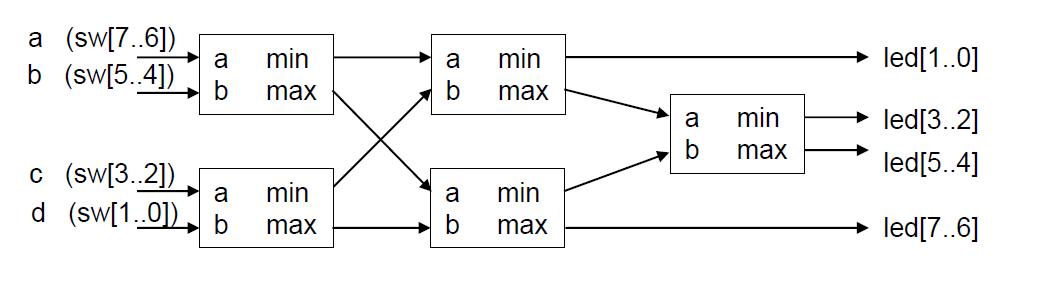 a (sw[7..6])
b (sw[5..4])
a min
b max
a min
b max
led[1..0]
a min
b max
led[3..2]
led[5..4]
c (sw[3..2])
d (sw[1..0])
a min
b max
a min
b max
led[7..6]